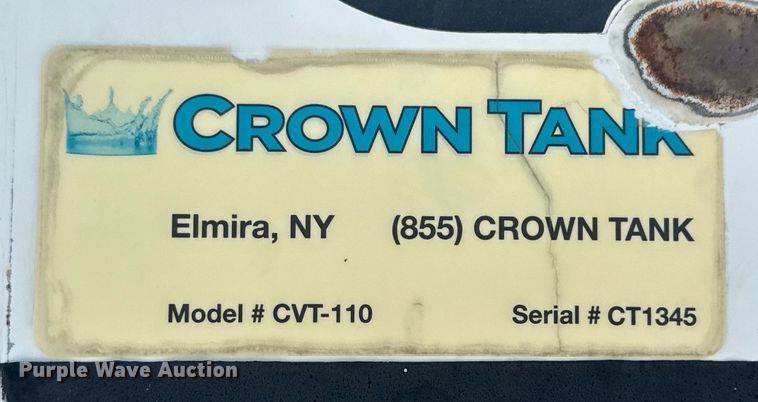 CROWN TANK
Elmira, NY (855) CROWN TANK
Model # CVT-110 Serial # CT1345
Purple Wave Auction